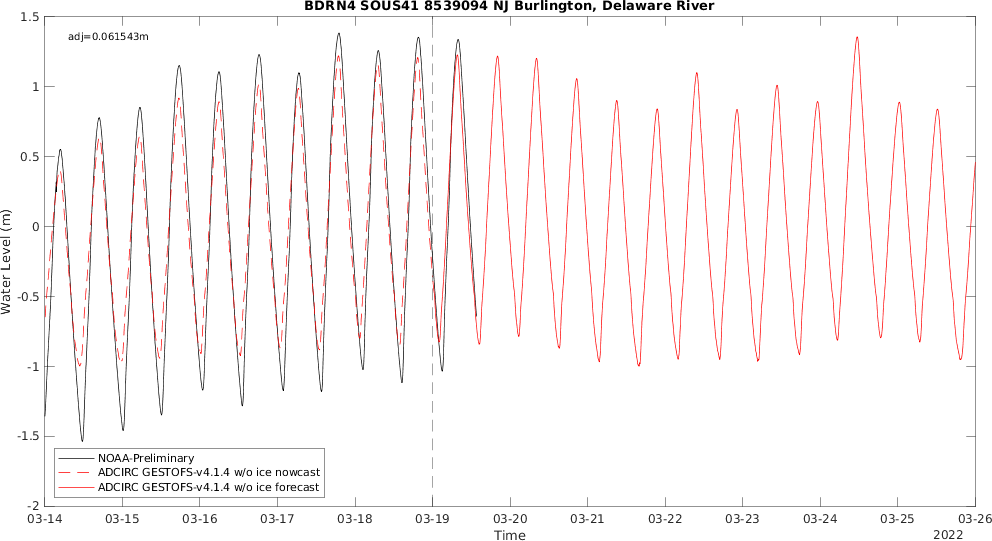 BDRN4 SOUS41 8539094 NJ Burlington, Delaware River
adj=0.061543m
1.5
1
0.5
0
-0.5
-1
-1.5
-2
Water Level (m)
NOAA-Preliminary
ADCIRC GESTOFS-v4.1.4 w/o ice nowcast
ADCIRC GESTOFS-v4.1.4 w/o ice forecast
03-14 03-15 03-16 03-17 03-18 03-19 03-20 03-21 03-22 03-23 03-24 03-25 03-26
Time
2022